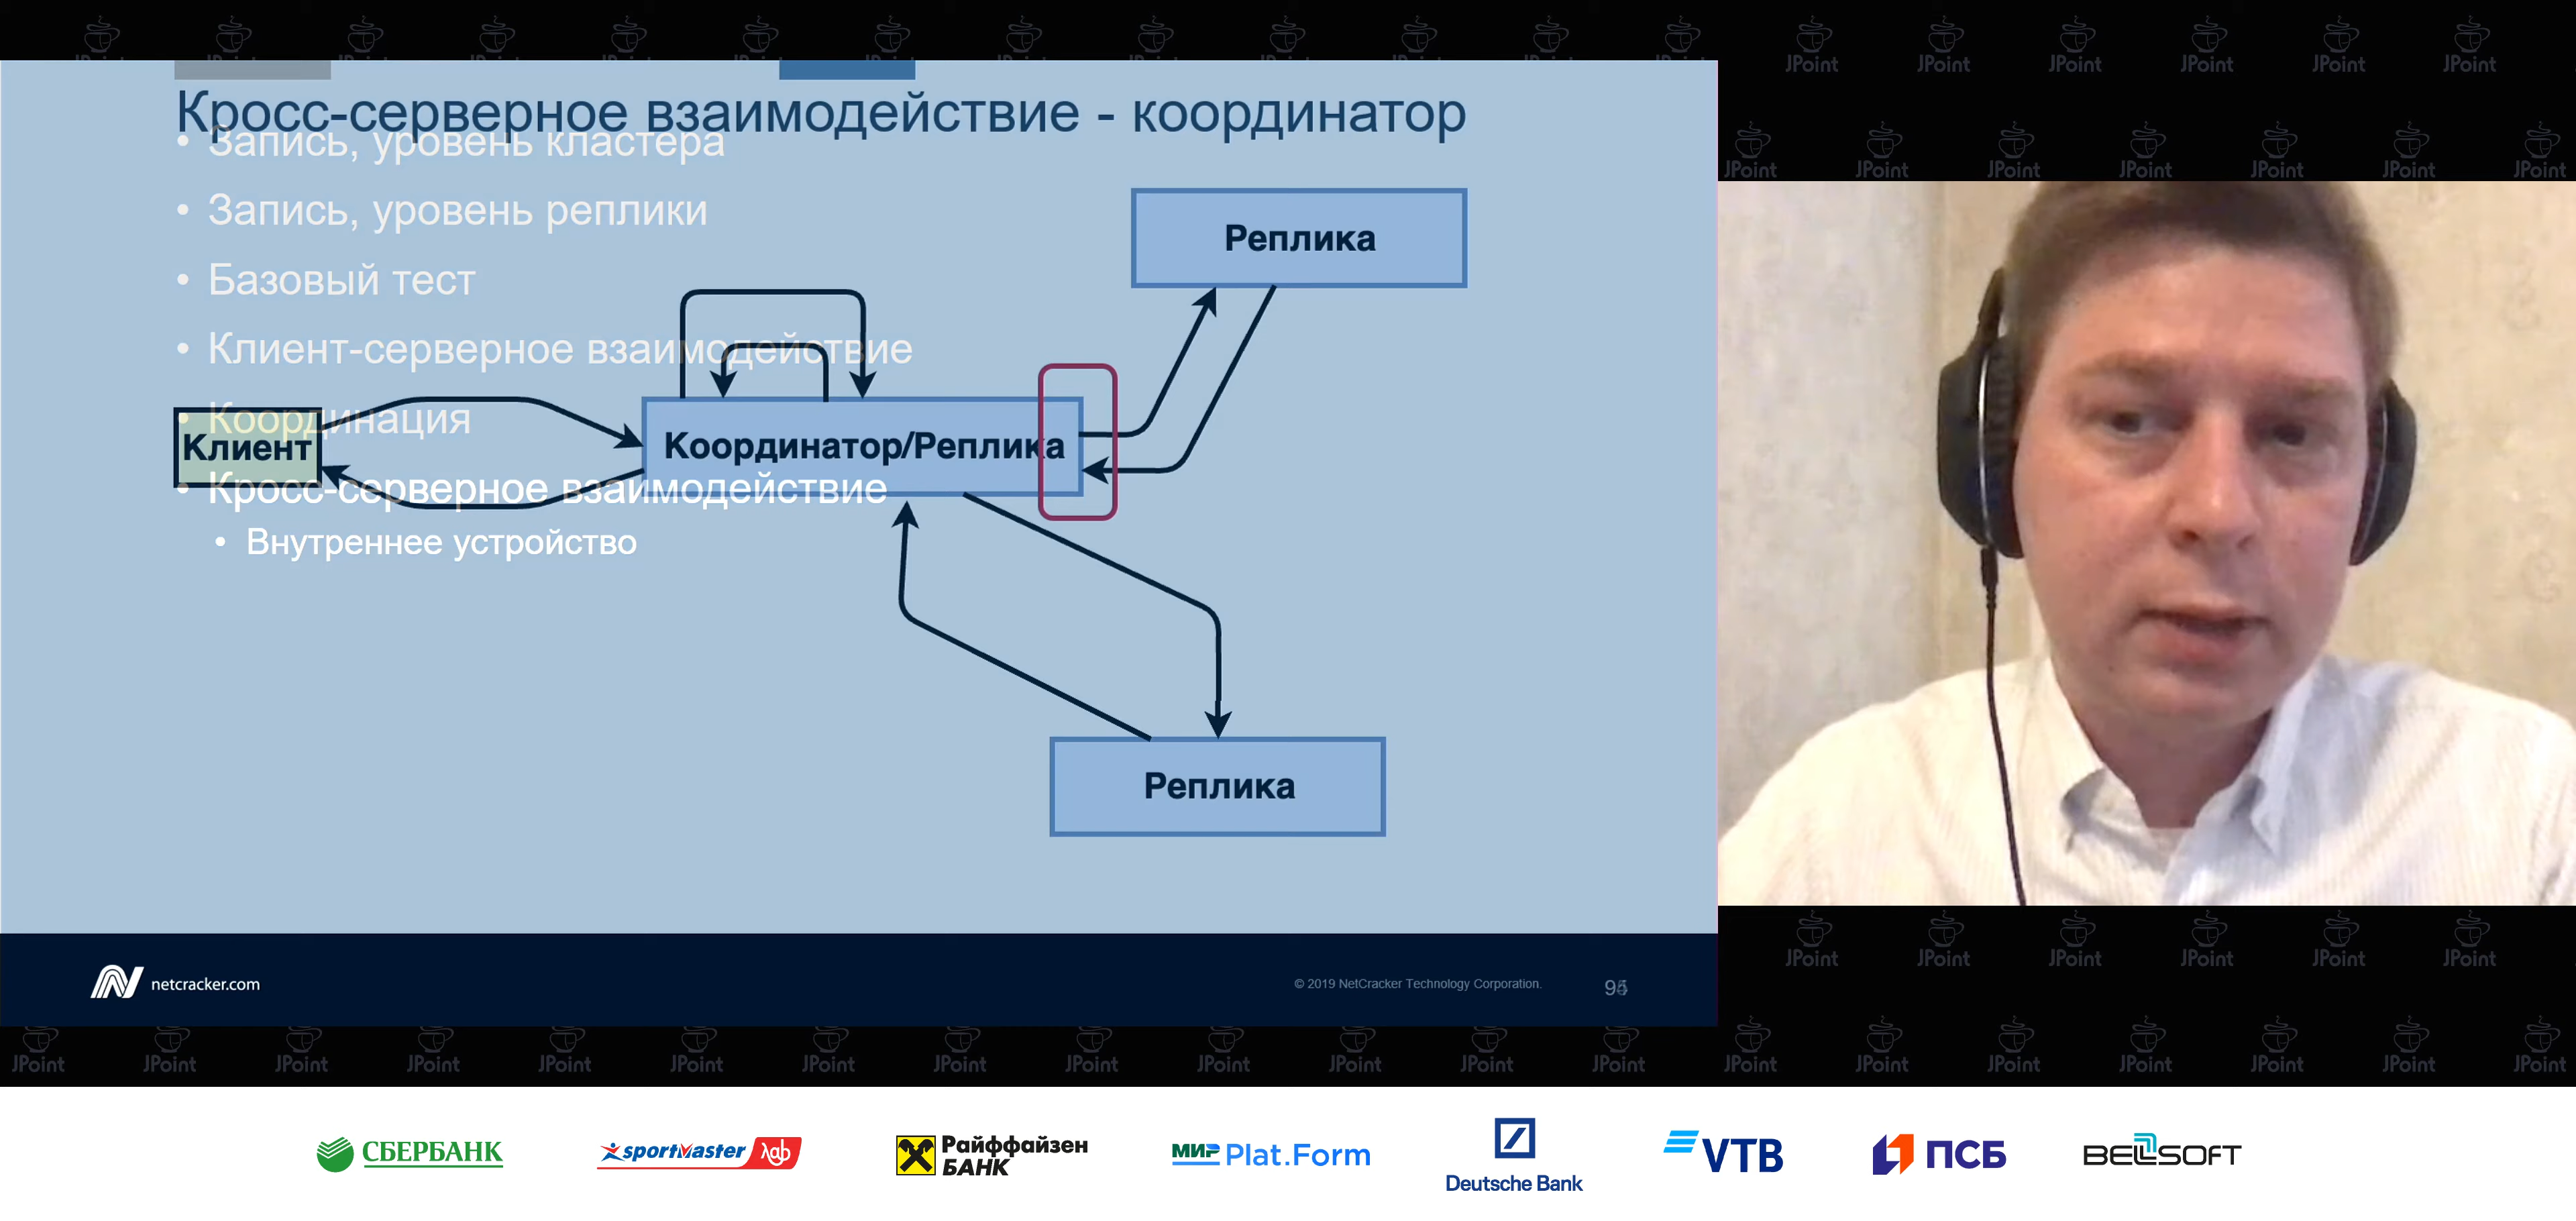 Кросс-серверное взаимодействие - координатор
• Запись, уровень кластера
• Запись, уровень реплики
• Базовый тест
• Клиент-серверное взаимодействие
• Координация
• Кросс-серверное взаимодействие
• Внутреннее устройство
Реплика
Клиент
Координатор/Реплика
Реплика
netcracker.com
© 2019 NetCracker Technology Corporation.
JPoint
СБЕРБАНК
sportmaster lab
Райффайзен
БАНК
МИР Plat.Form
Deutsche Bank
VTB
ПСБ
BELLSOFT